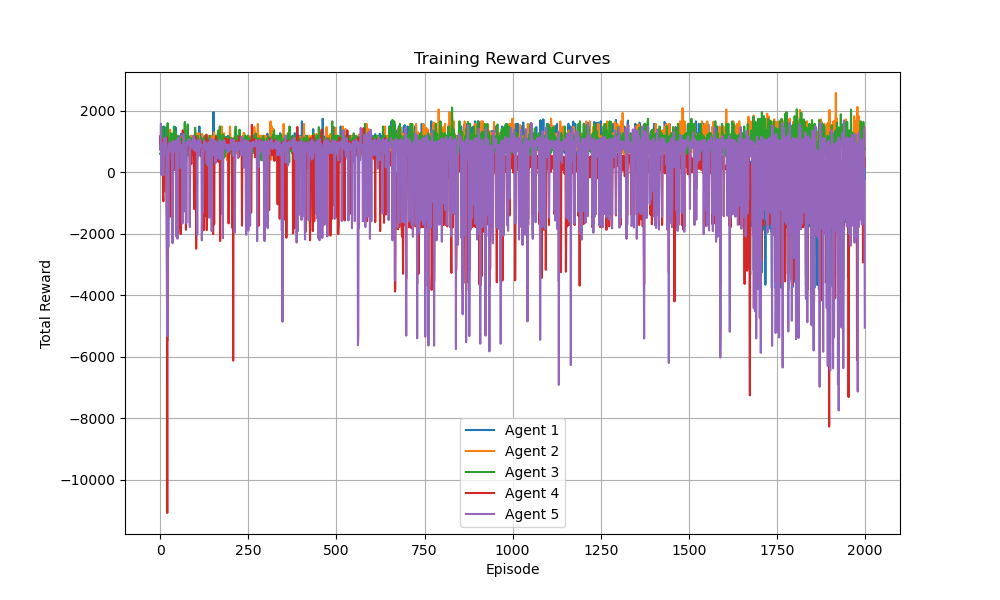 Training Reward Curves
Total Reward
2000
0
−2000
−4000
−6000
−8000
−10000
Agent 1
Agent 2
Agent 3
Agent 4
Agent 5
0 250 500 750 1000 1250 1500 1750 2000
Episode